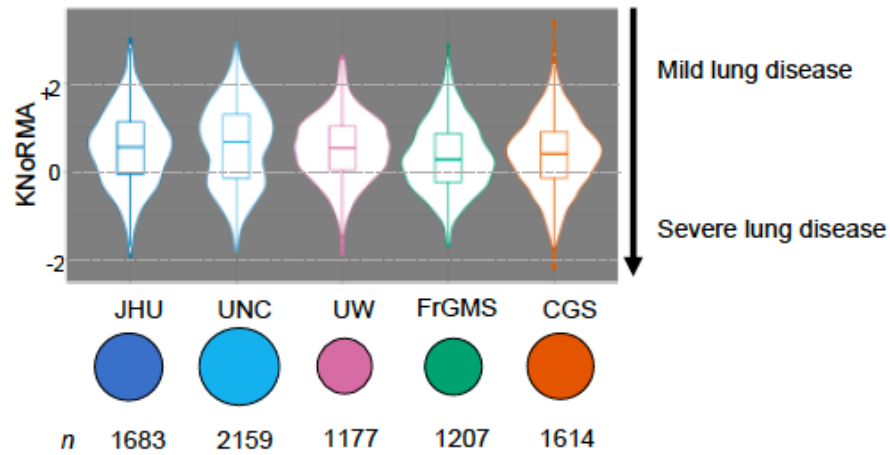 KNoRMA
+2
0
-2
Mild lung disease
Severe lung disease
JHU UNC UW FrGMS CGS
n 1683 2159 1177 1207 1614